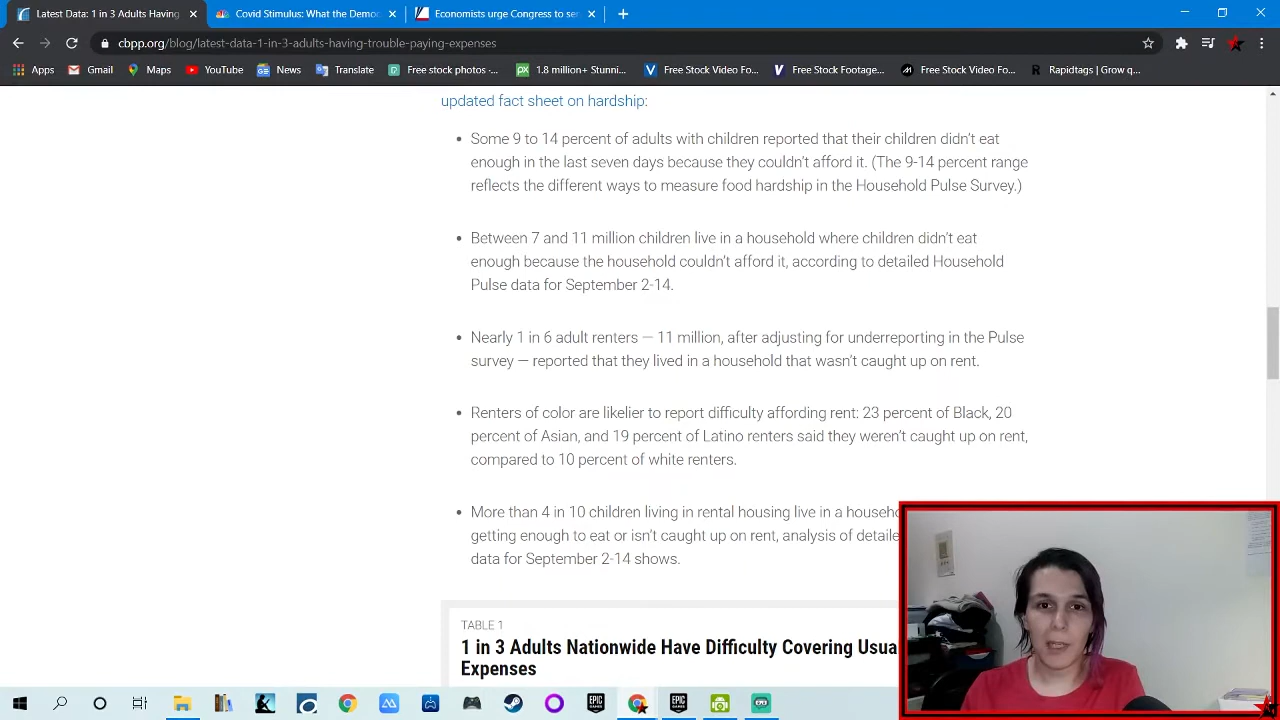 Latest Data: 1 in 3 Adults Having
Covid Stimulus: What the Democ
Economists urge Congress to ser
cbpp.org/blog/latest-data-1-in-3-adults-having-trouble-paying-expenses
Apps
Gmail
Maps
YouTube
News
Translate
Free stock photos -...
1.8 million+ Stunni...
Free Stock Video Fo...
Free Stock Footage...
Free Stock Video Fo...
Rapidtags | Grow q...
updated fact sheet on hardship:
• Some 9 to 14 percent of adults with children reported that their children didn't eat
enough in the last seven days because they couldn't afford it. (The 9-14 percent range
reflects the different ways to measure food hardship in the Household Pulse Survey.)
• Between 7 and 11 million children live in a household where children didn't eat
enough because the household couldn't afford it, according to detailed Household
Pulse data for September 2-14.
• Nearly 1 in 6 adult renters — 11 million, after adjusting for underreporting in the Pulse
survey — reported that they lived in a household that wasn't caught up on rent.
• Renters of color are likelier to report difficulty affording rent: 23 percent of Black, 20
percent of Asian, and 19 percent of Latino renters said they weren't caught up on rent,
compared to 10 percent of white renters.
• More than 4 in 10 children living in rental housing live in a househo
getting enough to eat or isn't caught up on rent, analysis of detaile
data for September 2-14 shows.
TABLE 1
1 in 3 Adults Nationwide Have Difficulty Covering Usua
Expenses
EPIC
GAMES
EPIC
GAMES